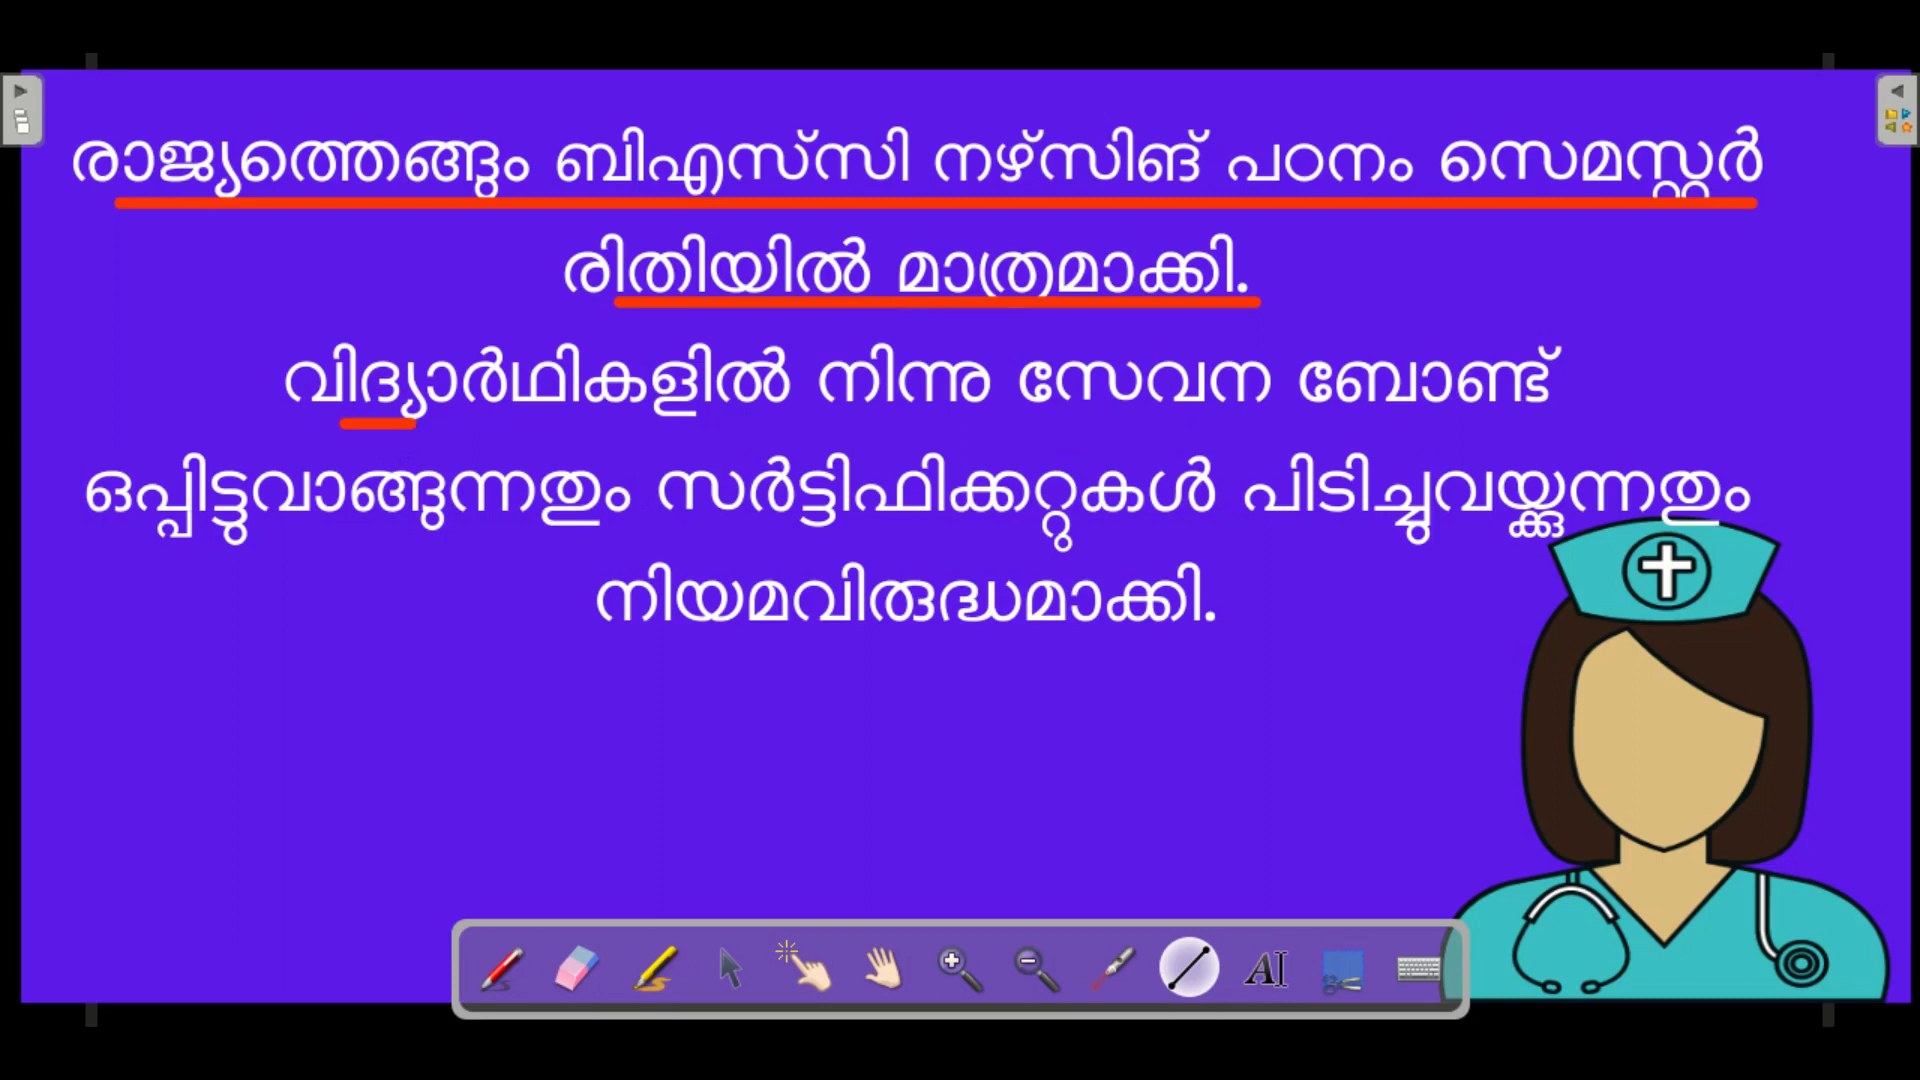 രാജ്യത്തെങ്ങും ബിഎസ്‌സി നഴ്സിങ് പഠനം സെമസ്റ്റർ
രിതിയിൽ മാത്രമാക്കി.
വിദ്യാർഥികളിൽ നിന്നു സേവന ബോണ്ട്
ഒപ്പിട്ടുവാങ്ങുന്നതും സർട്ടിഫിക്കറ്റുകൾ പിടിച്ചുവയ്ക്കുന്നതും
നിയമവിരുദ്ധമാക്കി.